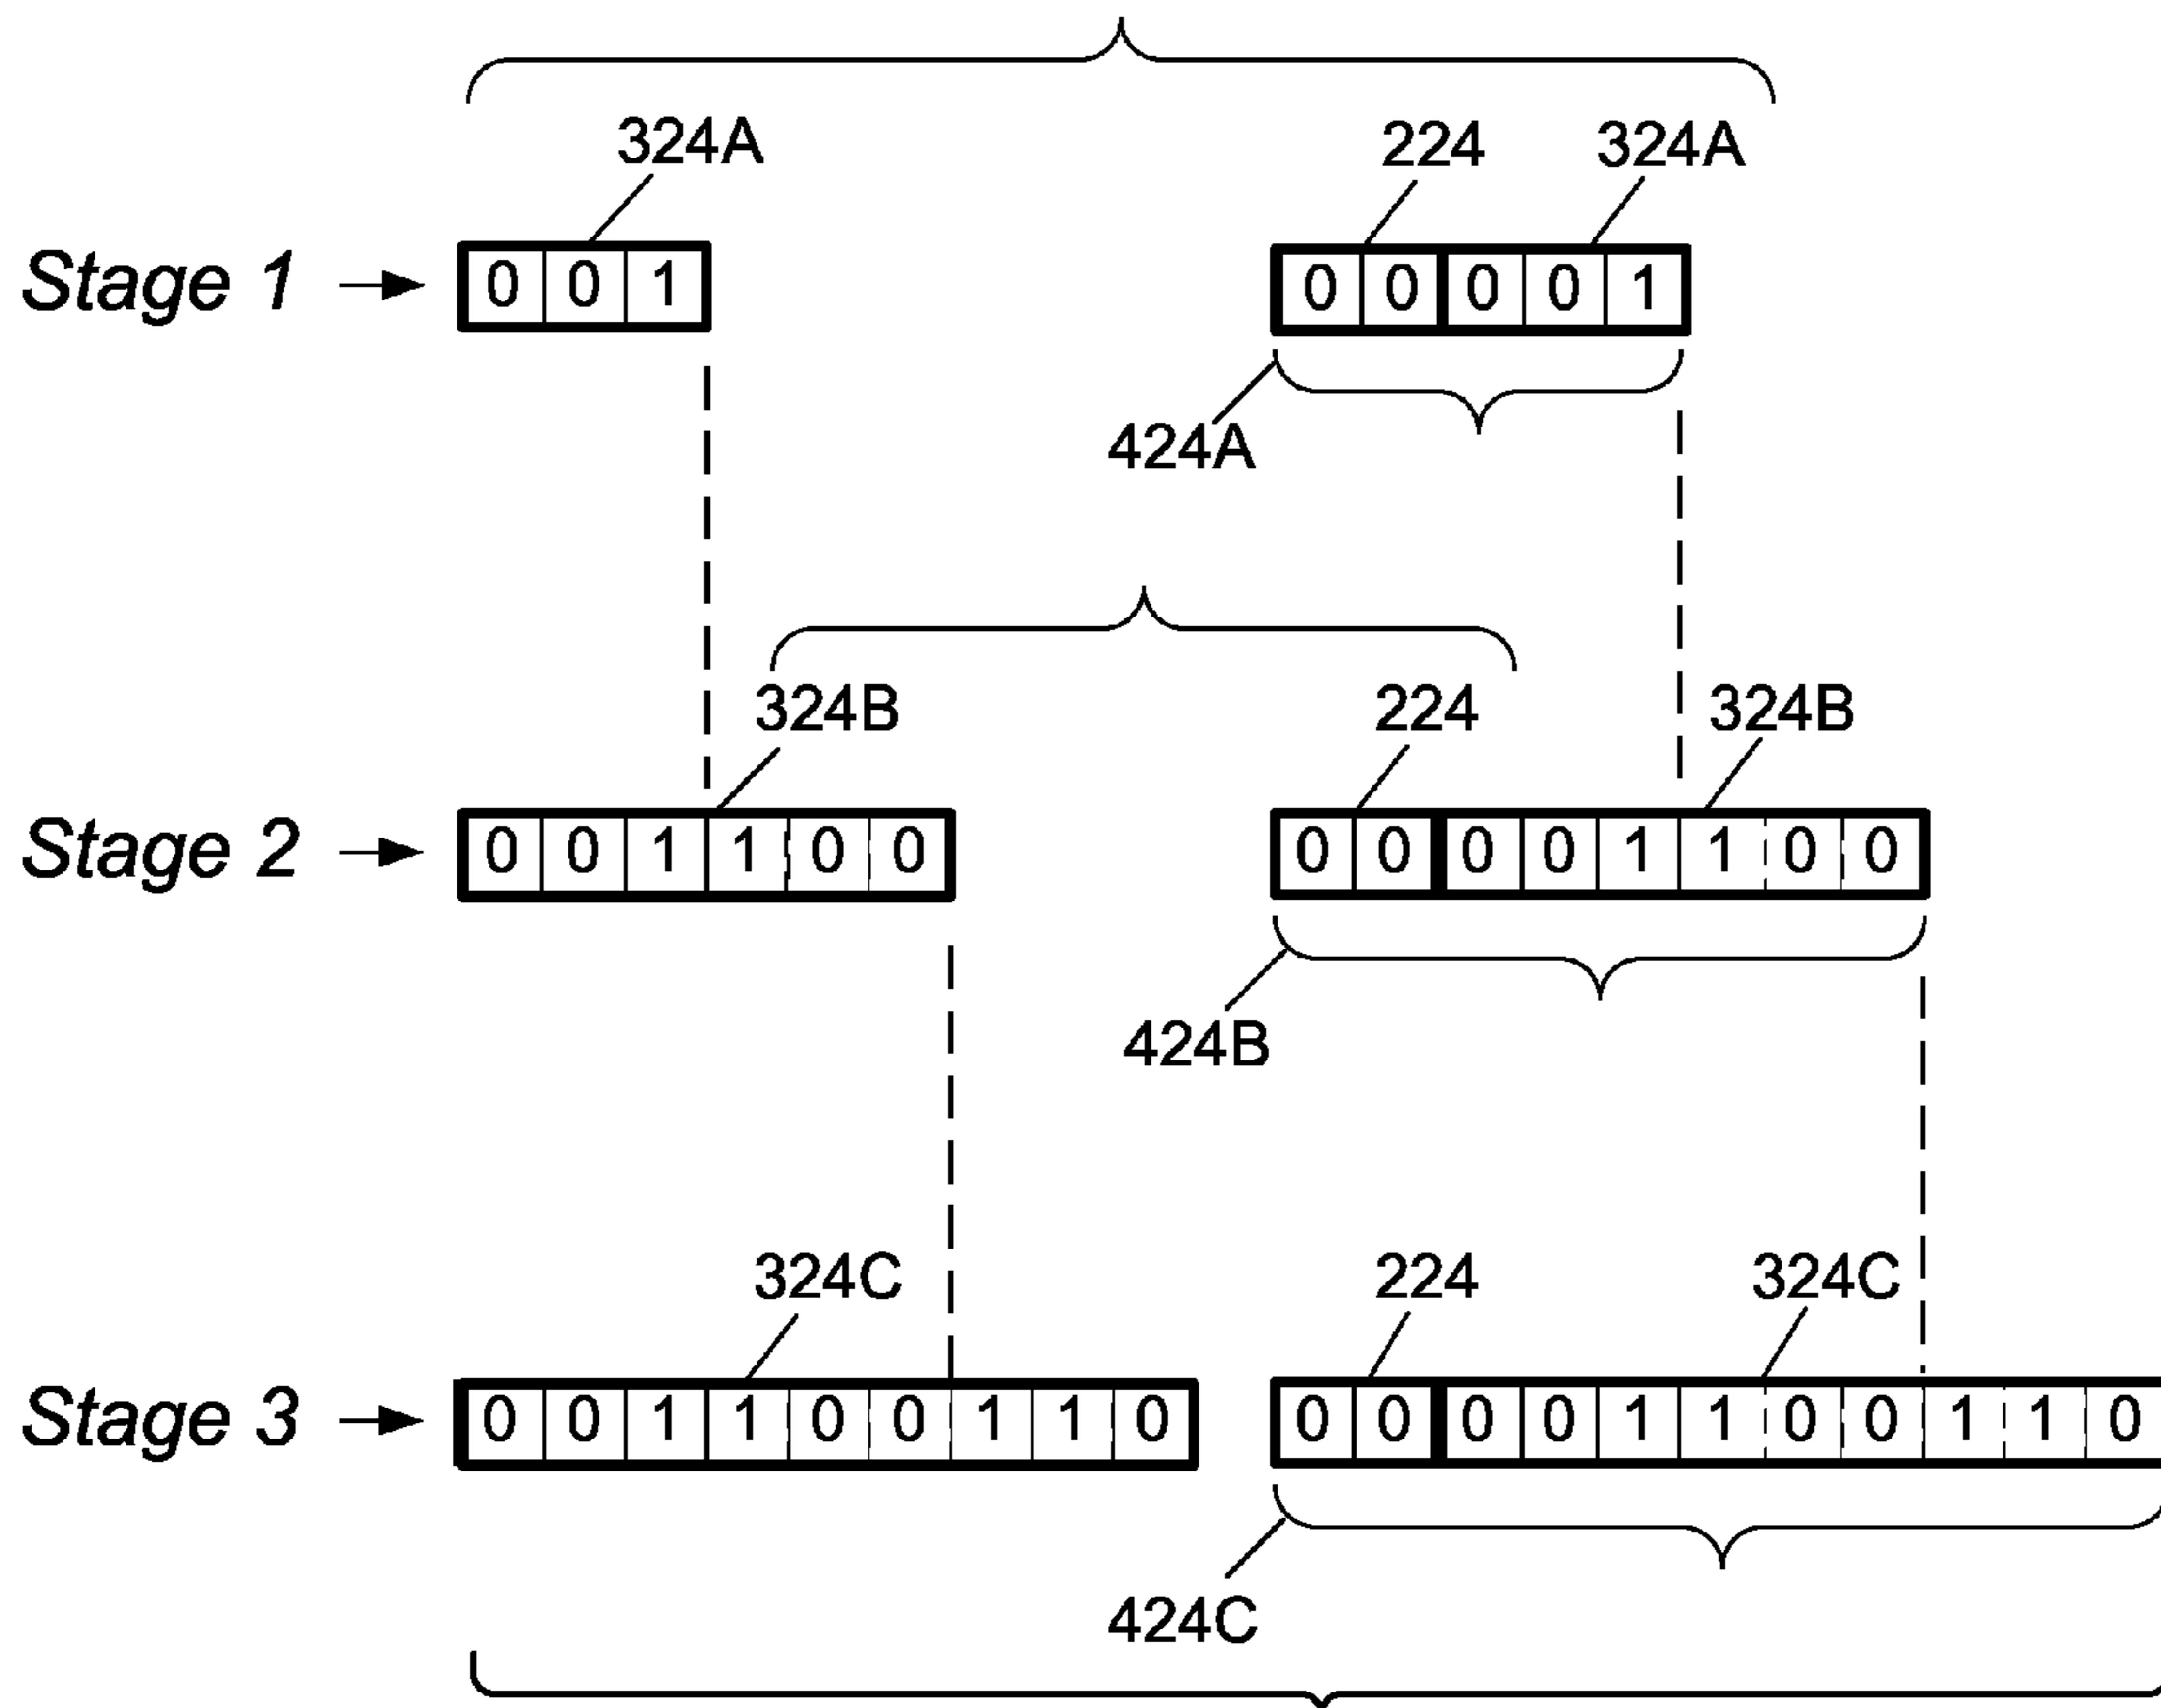 324A 224 324A
Stage 1 0 0 1 0 0 0 0 1
424A
324B 224 324B
Stage 2 0 0 1 1 0 0 0 0 0 0 1 1 0 0
424B
324C 224 324C
Stage 3 0 0 1 1 0 0 1 1 0 0 0 0 0 1 1 0 0 1 1 0
424C